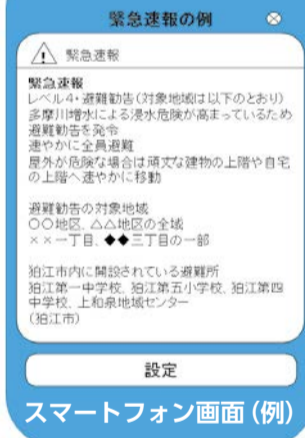 緊急速報の例
緊急速報
緊急速報
レベル4・避難勧告(対象地域は以下のとおり)
多摩川増水による浸水危険が高まっているため
避難勧告を発令
速やかに全員避難
屋外が危険な場合は頑丈な建物の上階や自宅
の上階へ速やかに移動
避難勧告の対象地域
〇〇地区、△△地区の全域
××一丁目、◆◆三丁目の一部
狛江市内に開設されている避難所
狛江第一中学校、狛江第五小学校、狛江第四
中学校、上和泉地域センター
(狛江市)
設定
スマートフォン画面(例)